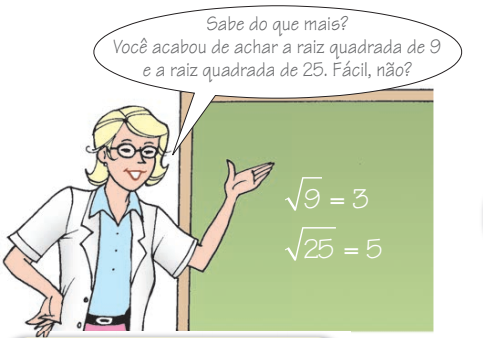 Sabe do que mais?
Você acabou de achar a raiz quadrada de 9
e a raiz quadrada de 25. Fácil, não?
√9 = 3
√25 = 5